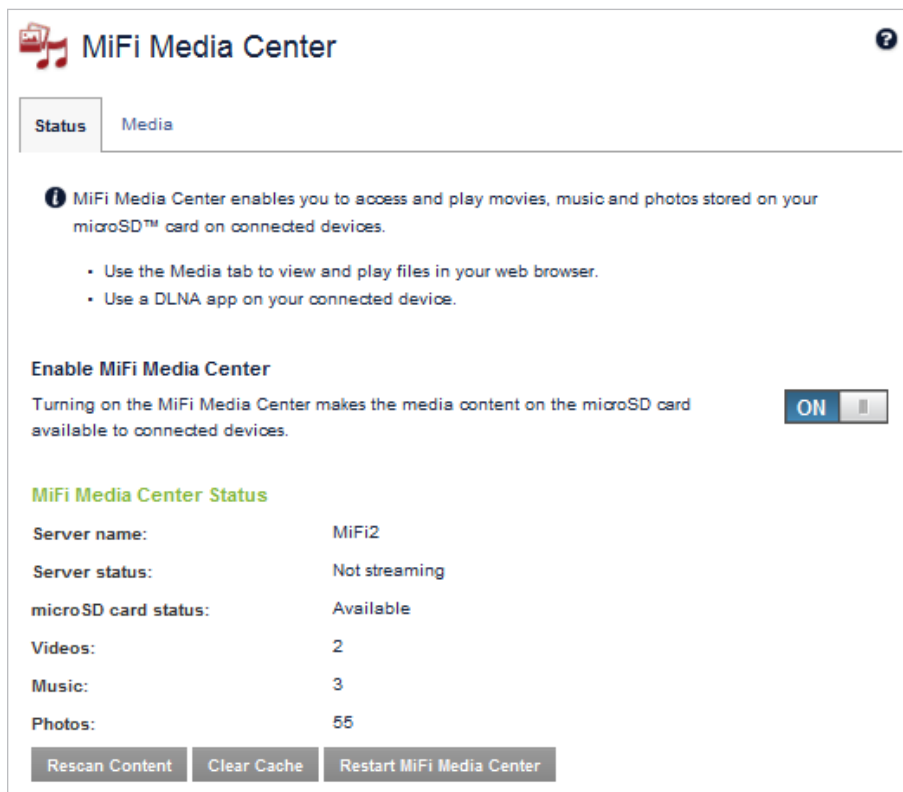 MiFi Media Center
Status
Media
MiFi Media Center enables you to access and play movies, music and photos stored on your
microSD™ card on connected devices.
• Use the Media tab to view and play files in your web browser.
• Use a DLNA app on your connected device.
Enable MiFi Media Center
Turning on the MiFi Media Center makes the media content on the microSD card
available to connected devices.
ON
MiFi Media Center Status
Server name: MiFi2
Server status: Not streaming
microSD card status: Available
Videos: 2
Music: 3
Photos: 55
Rescan Content Clear Cache Restart MiFi Media Center